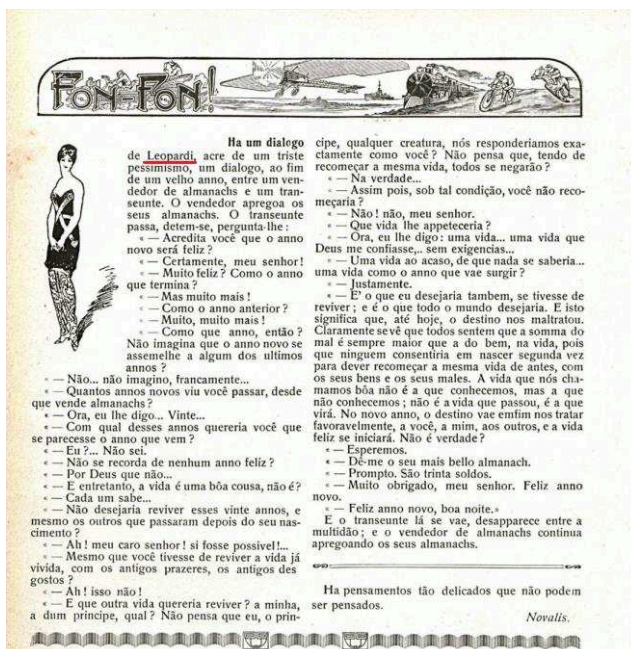 FON-FON!
Ha um dialogo
de Leopardi, acre de um triste
pessimismo, um dialogo, ao fim
de um velho anno, entre um ven-
dedor de almanachs e um tran-
seunte. O vendedor apregoa os
seus almanachs. O transeunte
passa, detem-se, pergunta-lhe:
« — Acredita você que o anno
novo será feliz?
« — Certamente, meu senhor!
« — Muito feliz? Como o anno
que termina?
« — Mas muito mais!
« — Como o anno anterior?
« — Muito, muito mais!
« — Como que anno, então?
Não imagina que o anno novo se
assemelhe a algum dos ultimos
annos?
« — Não... não imagino, francamente...
« — Quantos annos novos viu você passar, desde
que vende almanachs?
« — Ora, eu lhe digo... Vinte...
« — Com qual desses annos quereria você que
se parecesse o anno que vem?
« — Eu?... Não sei.
« — Não se recorda de nenhum anno feliz?
« — Por Deus que não...
« — E entretanto, a vida é uma bôa cousa, não é?
« — Cada um sabe...
« — Não desejaria reviver esses vinte annos, e
mesmo os outros que passaram depois do seu nas-
cimento?
« — Ah! meu caro senhor! si fosse possivel!...
« — Mesmo que você tivesse de reviver a vida já
vivida, com os antigos prazeres, os antigos des
gostos?
« — Ah! isso não!
« — E que outra vida quereria reviver? a minha,
a dum principe, qual? Não pensa que eu, o prin-
cipe, qualquer creatura, nós responderiamos exa-
ctamente como você? Não pensa que, tendo de
recomeçar a mesma vida, todos se negarão?
« — Na verdade...
« — Assim pois, sob tal condição, você não reco-
meçaria?
« — Não! não, meu senhor.
« — Que vida lhe appeteceria?
« — Ora, eu lhe digo: uma vida... uma vida que
Deus me confiasse,.. sem exigencias...
« — Uma vida ao acaso, de que nada se saberia...
uma vida como o anno que vae surgir?
« — Justamente.
« — E' o que eu desejaria tambem, se tivesse de
reviver; e é o que todo o mundo desejaria. E isto
significa que, até hoje, o destino nos maltratou.
Claramente se vê que todos sentem que a somma do
mal é sempre maior que a do bem, na vida, pois
que ninguem consentiria em nascer segunda vez
para dever recomeçar a mesma vida de antes, com
os seus bens e os seus males. A vida que nós cha-
mamos bôa não é a que conhecemos, mas a que
não conhecemos; não é a vida que passou, é a que
virá. No novo anno, o destino vae emfim nos tratar
favoravelmente, a você, a mim, aos outros, e a vida
feliz se iniciará. Não é verdade?
« — Esperemos.
« — Dê-me o seu mais bello almanach.
« — Prompto. São trinta soldos.
« — Muito obrigado, meu senhor. Feliz anno
novo.
« — Feliz anno novo, boa noite.»
E o transeunte lá se vae, desapparece entre a
multidão; e o vendedor de almanachs continua
apregoando os seus almanachs.
Ha pensamentos tão delicados que não podem
ser pensados.
Novalis.